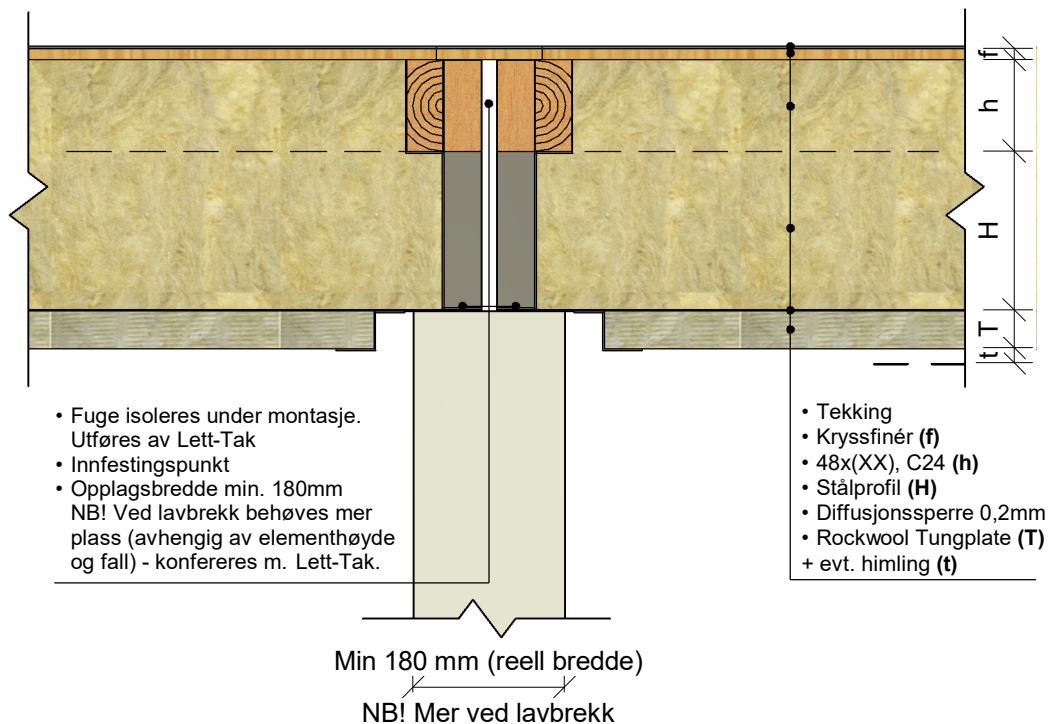 f
h
H
T
t
• Fuge isoleres under montasje.
Utføres av Lett-Tak
• Innfestingspunkt
• Opplagsbredde min. 180mm
NB! Ved lavbrekk behøves mer
plass (avhengig av elementhøyde
og fall) - konfereres m. Lett-Tak.
• Tekking
• Kryssfinér (f)
• 48x(XX), C24 (h)
• Stålprofil (H)
• Diffusjonssperre 0,2mm
• Rockwool Tungplate (T)
+ evt. himling (t)
Min 180 mm (reell bredde)
NB! Mer ved lavbrekk